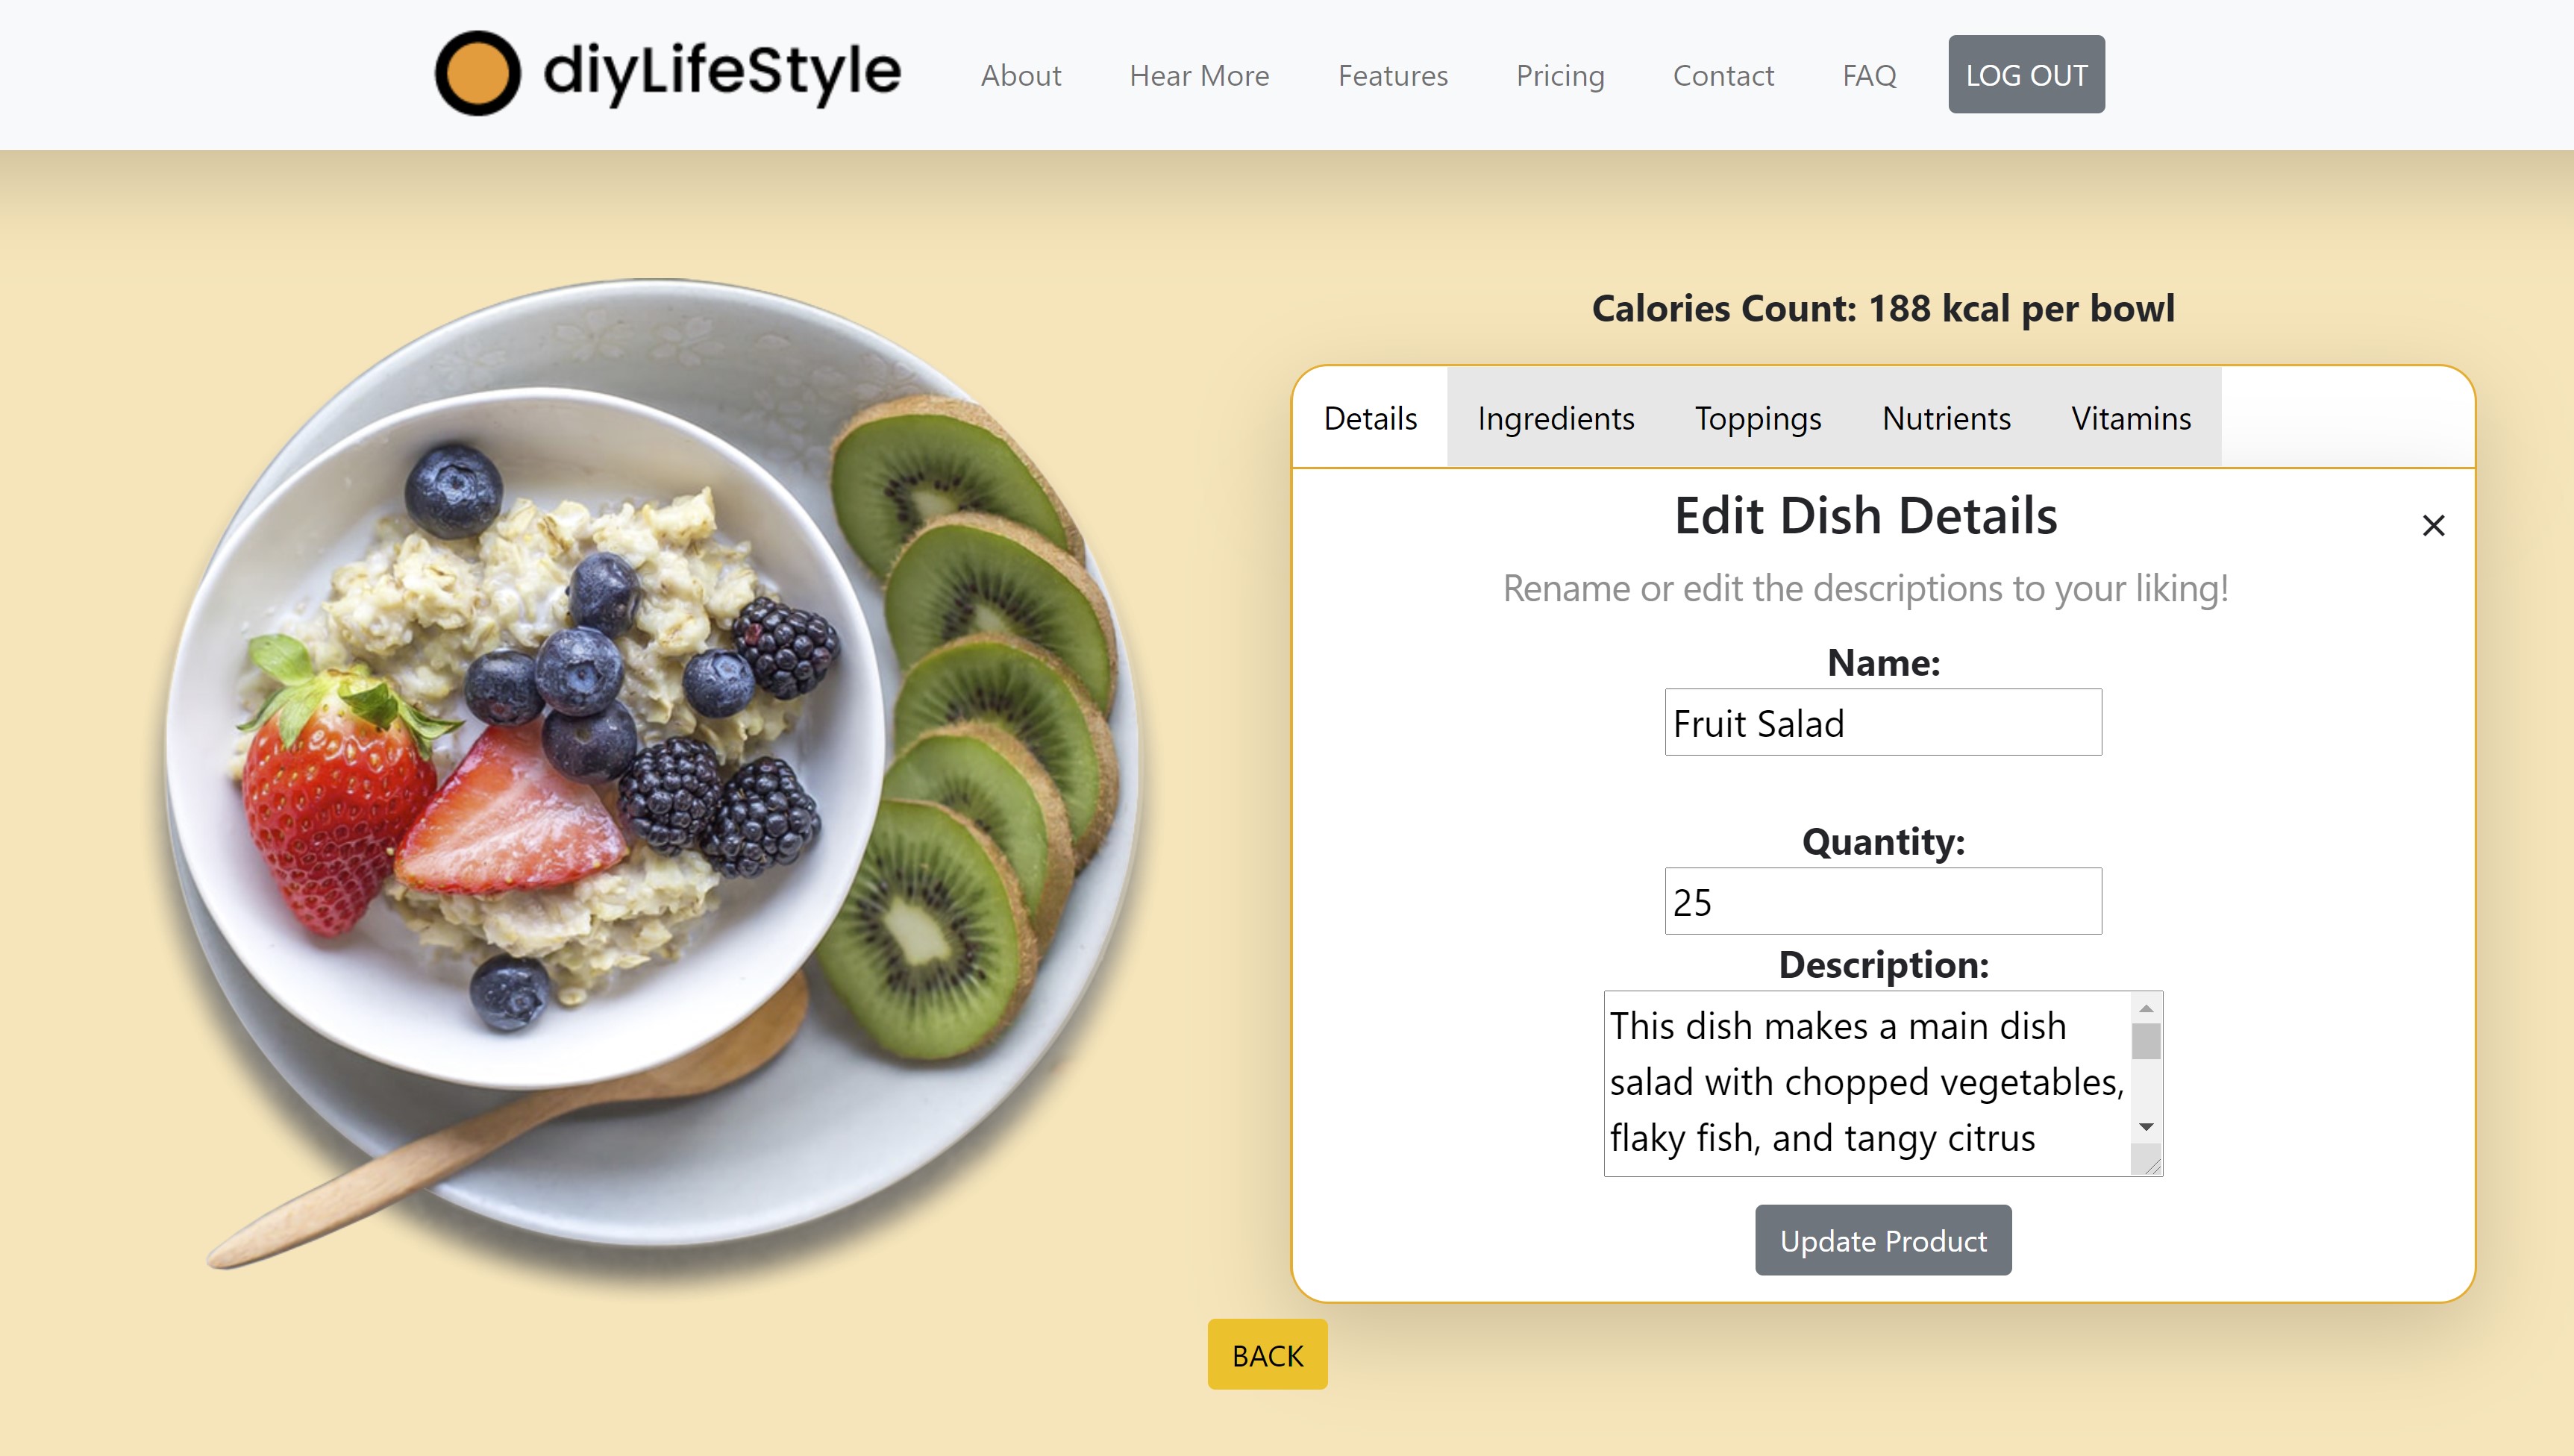 diyLifeStyle
About
Hear More
Features
Pricing
Contact
FAQ
LOG OUT
Calories Count: 188 kcal per bowl
Details
Ingredients
Toppings
Nutrients
Vitamins
Edit Dish Details
×
Rename or edit the descriptions to your liking!
Name:
Fruit Salad
Quantity:
25
Description:
This dish makes a main dish
salad with chopped vegetables,
flaky fish, and tangy citrus
Update Product
BACK